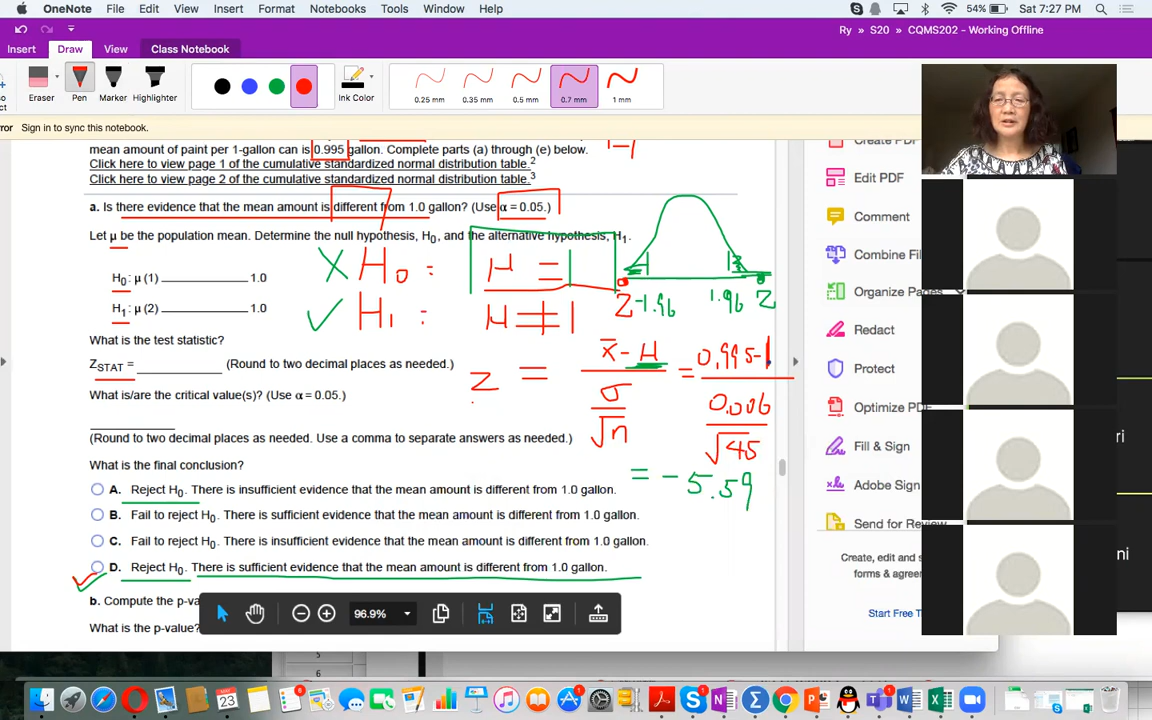 OneNote File Edit View Insert Format Notebooks Tools Window Help 54% Sat 7:27 PM
Ry » S20 » CQMS202 - Working Offline
Insert Draw View Class Notebook
Eraser Pen Marker Highlighter Ink Color 0.25 mm 0.35 mm 0.5 mm 0.7 mm 1 mm
rror Sign in to sync this notebook.
mean amount of paint per 1-gallon can is 0.995 gallon. Complete parts (a) through (e) below.
Click here to view page 1 of the cumulative standardized normal distribution table.2
Click here to view page 2 of the cumulative standardized normal distribution table.3
a. Is there evidence that the mean amount is different from 1.0 gallon? (Use α = 0.05.)
Let μ be the population mean. Determine the null hypothesis, H0, and the alternative hypothesis, H1.
X H0 : μ = 1
H0: μ (1) 1.0
✓ H1 : μ ≠ 1
H1: μ (2) 1.0
Z -1.96 1.96 Z
What is the test statistic?
ZSTAT = (Round to two decimal places as needed.)
Z = x̄ - μ / σ / √n = 0.995-1 / 0.006 / √45
What is/are the critical value(s)? (Use α = 0.05.)
(Round to two decimal places as needed. Use a comma to separate answers as needed.)
= -5.59
What is the final conclusion?
A. Reject H0. There is insufficient evidence that the mean amount is different from 1.0 gallon.
B. Fail to reject H0. There is sufficient evidence that the mean amount is different from 1.0 gallon.
C. Fail to reject H0. There is insufficient evidence that the mean amount is different from 1.0 gallon.
✓ D. Reject H0. There is sufficient evidence that the mean amount is different from 1.0 gallon.
b. Compute the p-va
What is the p-value?
96.9%
Create PD
Edit PDF
Comment
Combine File
Organize Pages
Redact
Protect
Optimize PDF
Fill & Sign
Adobe Sign
Send for Review
Create, edit and s
forms & agreeme
Start Free T
ri
ni
5
6
23